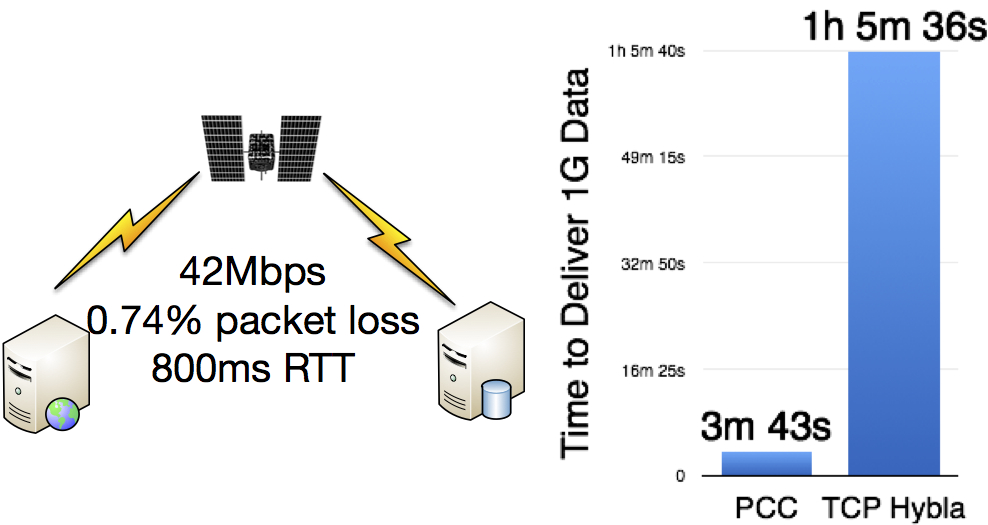 42Mbps
0.74% packet loss
800ms RTT
Time to Deliver 1G Data
1h 5m 40s
49m 15s
32m 50s
16m 25s
0
1h 5m 36s
3m 43s
PCC
TCP Hybla